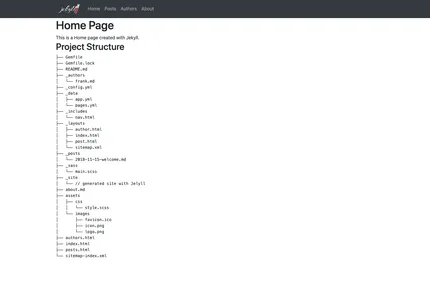 jekyll Home Posts Authors About
Home Page
This is a Home page created with Jekyll.
Project Structure
├── Gemfile
├── Gemfile.lock
├── README.md
├── _authors
│   └── frank.md
├── _config.yml
├── _data
│   ├── app.yml
│   └── pages.yml
├── _includes
│   └── nav.html
├── _layouts
│   ├── author.html
│   ├── index.html
│   ├── post.html
│   └── sitemap.xml
├── _posts
│   └── 2018-11-15-welcome.md
├── _sass
│   └── main.scss
├── _site
│   └── // generated site with Jelyll
├── about.md
├── assets
│   ├── css
│   │   └── style.scss
│   └── images
│       ├── favicon.ico
│       ├── icon.png
│       └── logo.png
├── authors.html
├── index.html
├── posts.html
└── sitemap-index.xml